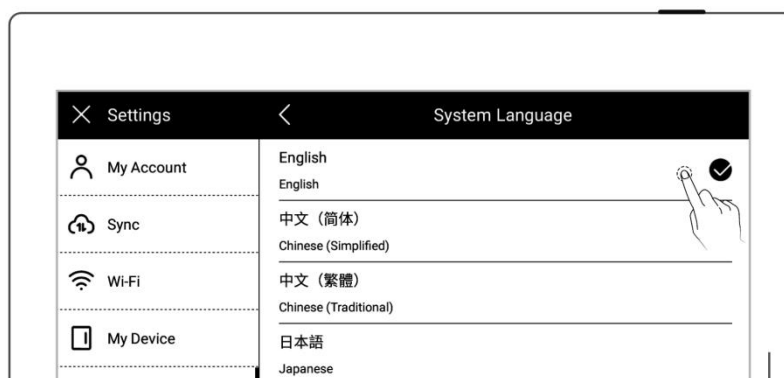 Settings
System Language
My Account
Sync
Wi-Fi
My Device
English
English
中文（简体）
Chinese (Simplified)
中文（繁體）
Chinese (Traditional)
日本語
Japanese